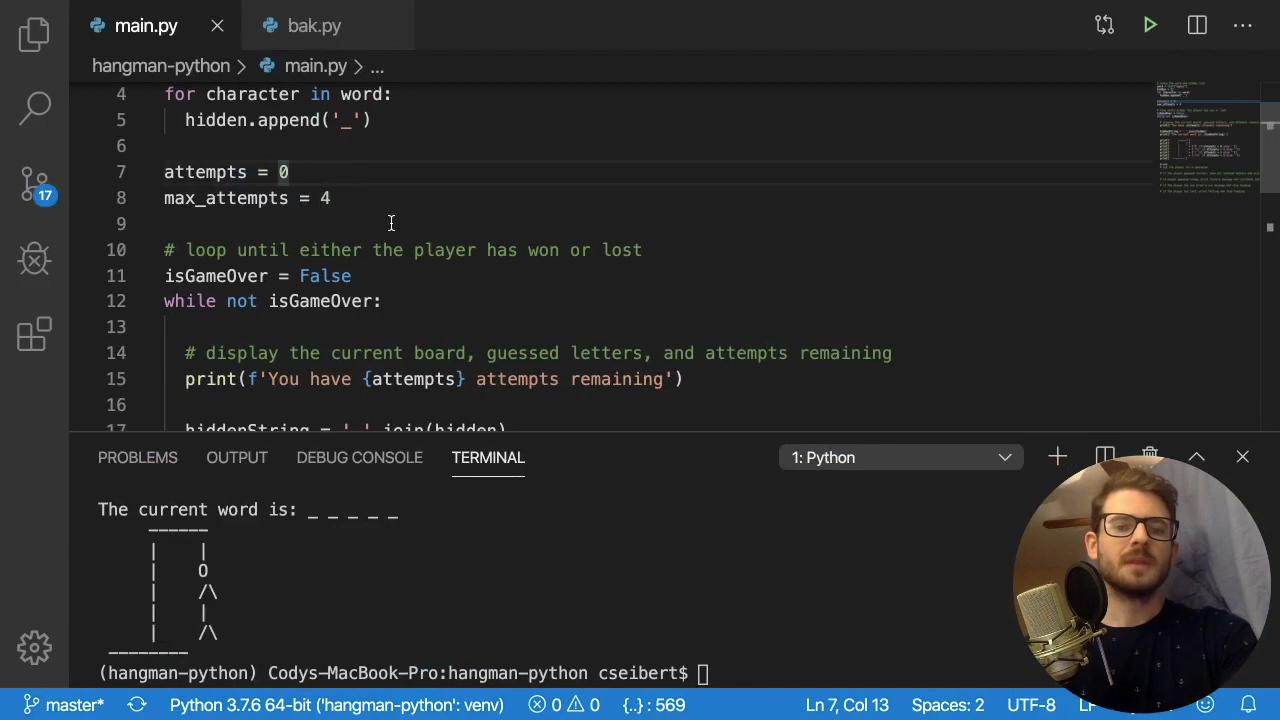 main.py
bak.py
hangman-python > main.py > ...
4 for character in word:
5 hidden.append('_')
6
7 attempts = 0
8 max_attempts = 4
9
10 # loop until either the player has won or lost
11 isGameOver = False
12 while not isGameOver:
13
14 # display the current board, guessed letters, and attempts remaining
15 print(f'You have {attempts} attempts remaining')
16
17 hiddenString = ' '.join(hidden)
PROBLEMS OUTPUT DEBUG CONSOLE TERMINAL 1: Python
The current word is: _ _ _ _ _
------
| |
| O
| /\
| |
| /\
--------
(hangman-python) Codys-MacBook-Pro:hangman-python cseibert$
17
master* Python 3.7.6 64-bit ('hangman-python': venv) 0 0 {..} : 569 Ln 7, Col 13 Spaces: 2 UTF-8